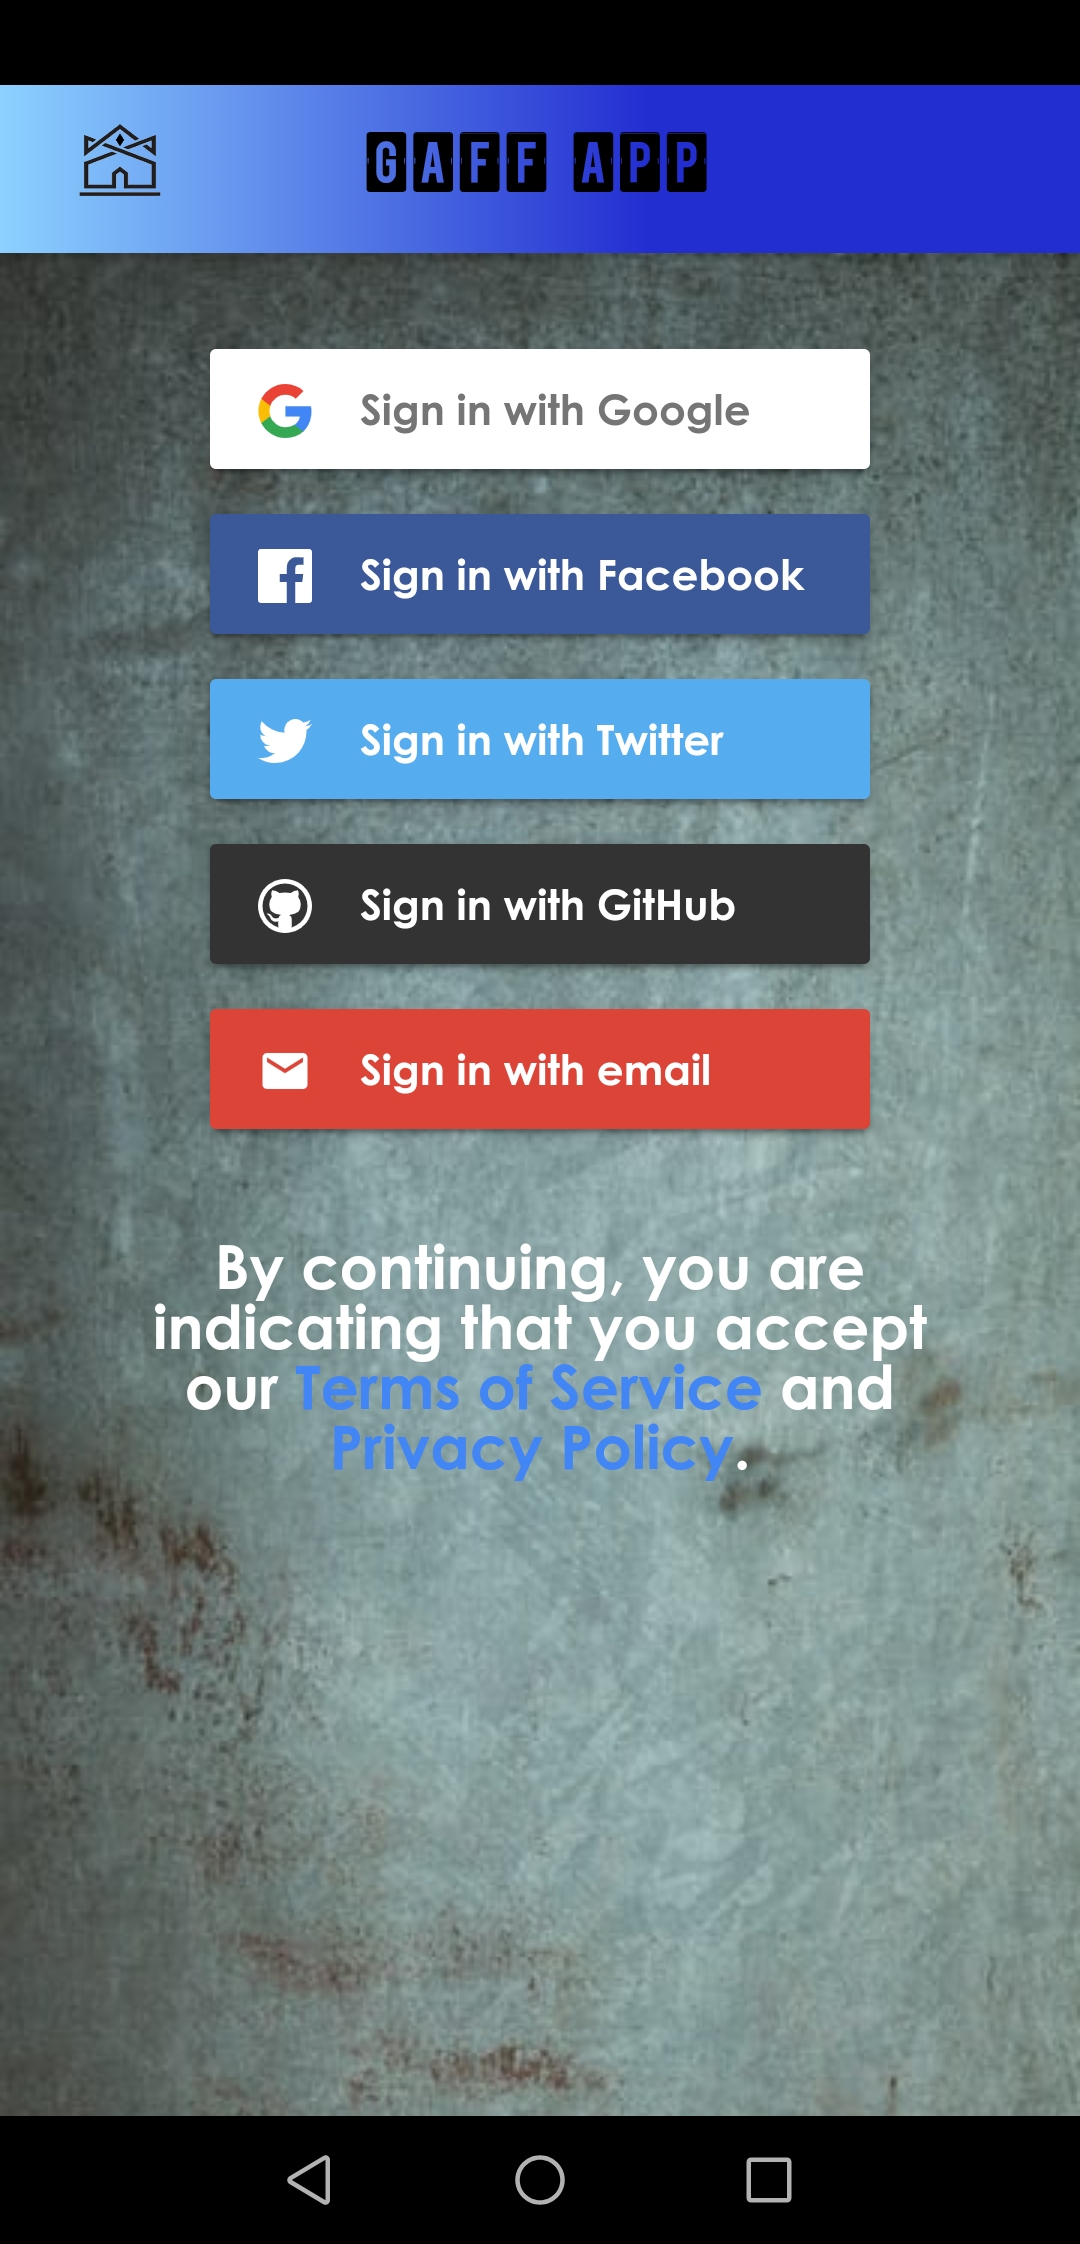 GAFF APP
Sign in with Google
Sign in with Facebook
Sign in with Twitter
Sign in with GitHub
Sign in with email
By continuing, you are
indicating that you accept
our Terms of Service and
Privacy Policy.